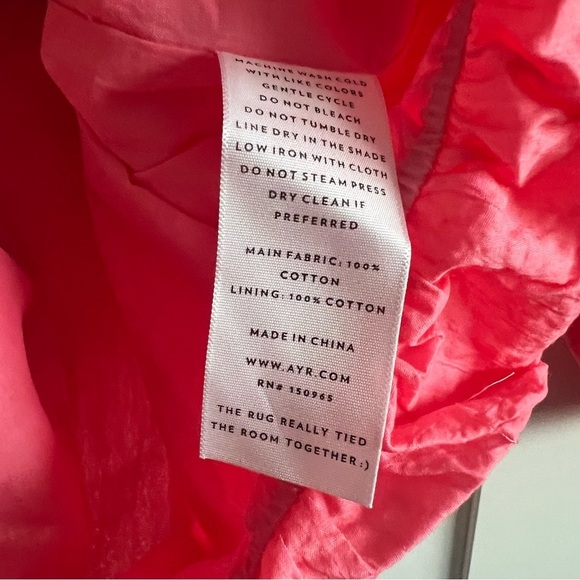 MACHINE WASH COLD
WITH LIKE COLORS
GENTLE CYCLE
DO NOT BLEACH
DO NOT TUMBLE DRY
LINE DRY IN THE SHADE
LOW IRON WITH CLOTH
DO NOT STEAM PRESS
DRY CLEAN IF
PREFERRED
MAIN FABRIC: 100%
COTTON
LINING: 100% COTTON
MADE IN CHINA
WWW.AYR.COM
RN# 150965
THE RUG REALLY TIED
THE ROOM TOGETHER:)